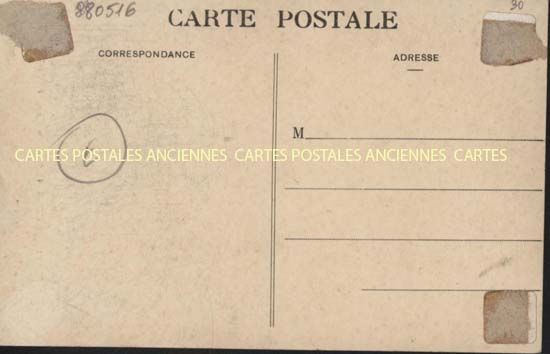 880516
30
CARTE POSTALE
CORRESPONDANCE
ADRESSE
M
6
CARTES POSTALES ANCIENNES CARTES POSTALES ANCIENNES CARTES